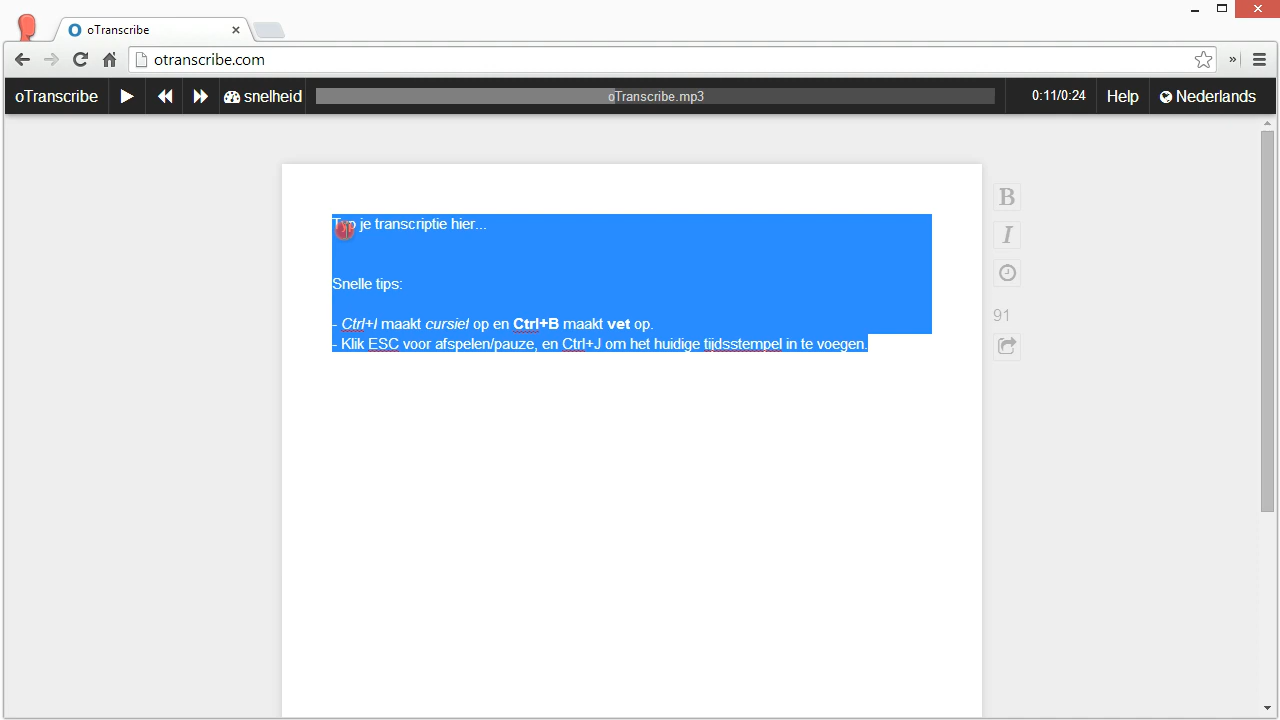 oTranscribe
otranscribe.com
»
oTranscribe
snelheid
oTranscribe.mp3
0:11/0:24
Help
Nederlands
Typ je transcriptie hier...
Snelle tips:
- Ctrl+I maakt cursief op en Ctrl+B maakt vet op.
- Klik ESC voor afspelen/pauze, en Ctrl+J om het huidige tijdsstempel in te voegen.
B
I
91